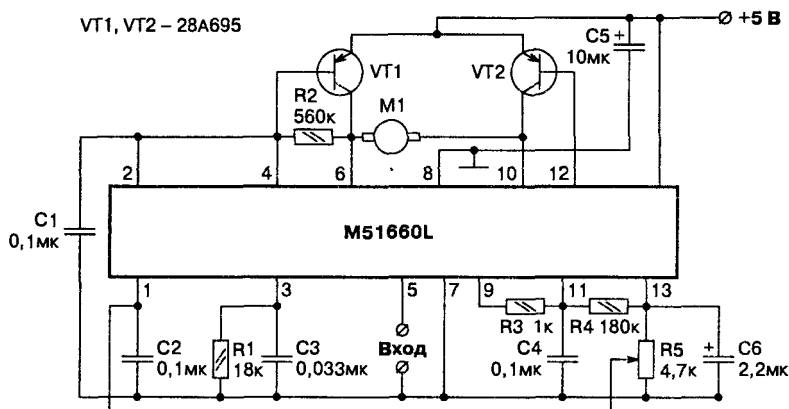 VT1, VT2 – 28A695
+5 В
C5 +
10мк
VT1
VT2
R2
560к
M1
2
4
6
8
10
12
C1
0,1мк
M51660L
1
3
5
7
9
11
13
R3 1к
R4 180к
C2
0,1мк
R1
18к
C3
0,033мк
Вход
C4
0,1мк
R5
4,7к
+
C6
2,2мк